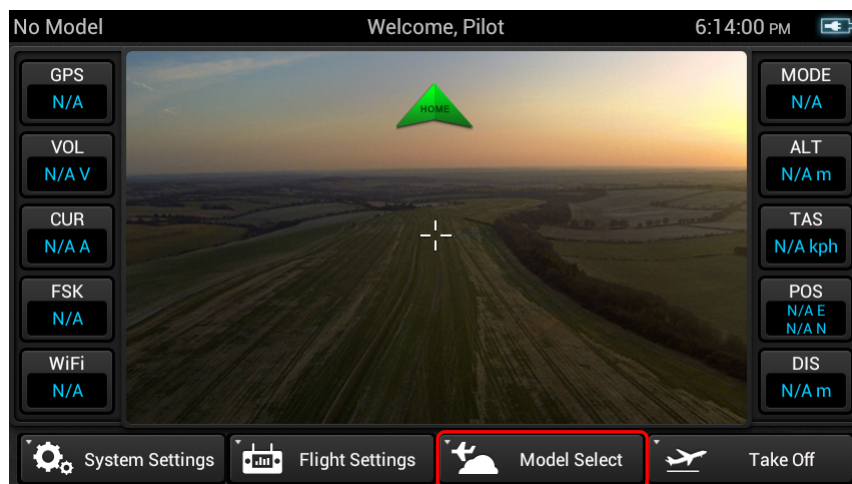 No Model Welcome, Pilot 6:14:00 PM
GPS
N/A
VOL
N/A V
CUR
N/A A
FSK
N/A
WiFi
N/A
HOME
MODE
N/A
ALT
N/A m
TAS
N/A kph
POS
N/A E
N/A N
DIS
N/A m
System Settings Flight Settings Model Select Take Off